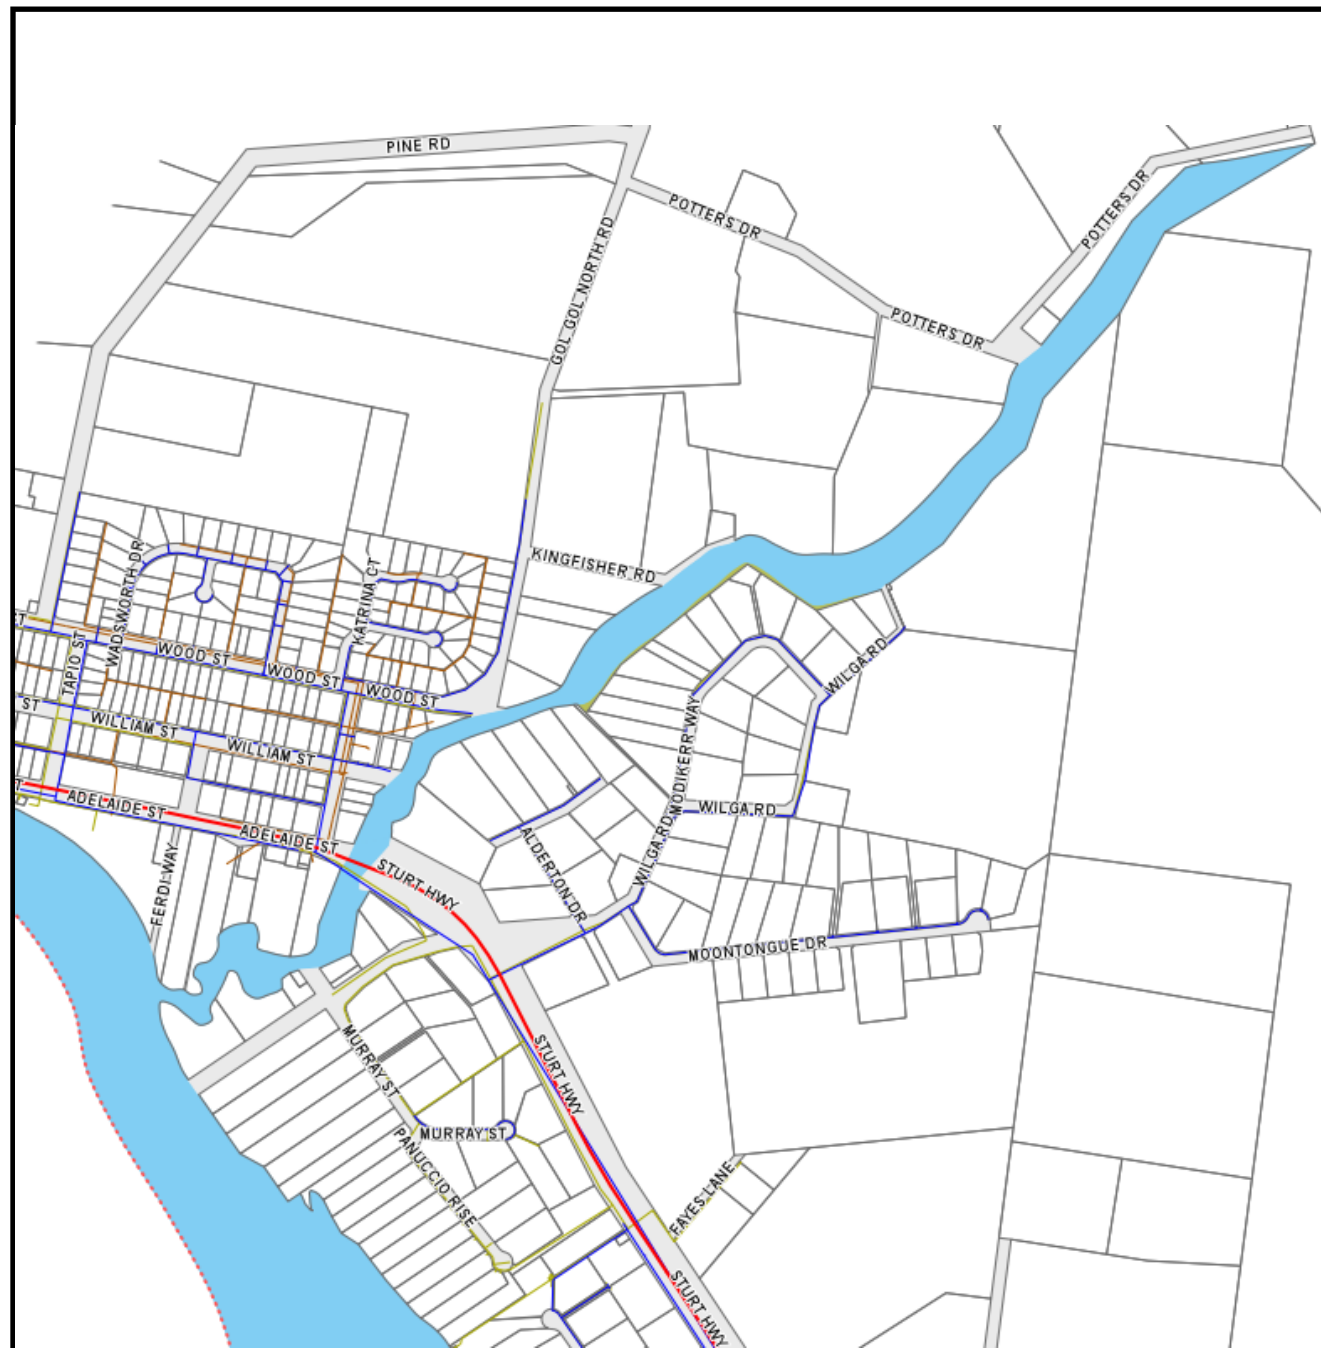 PINE RD
POTTERS DR
POTTERS DR
GOL GOL NORTH RD
POTTERS DR
KINGFISHER RD
WADSWORTH DR
KATRINA CT
ET
TAPIO ST
WOOD ST
WOOD ST
WOOD ST
WILGA RD
ST
WILLIAM ST
WILLIAM ST
MODIKERR WAY
ADELAIDE ST
ADELAIDE ST
WILGA RD
WILGA RD
STURT HWY
FERDI WAY
ALDERTON DR
MOONTONGUE DR
MURRAY ST
STURT HWY
MURRAY ST
PANUCCIO RISE
FAYES LANE
STURT HWY